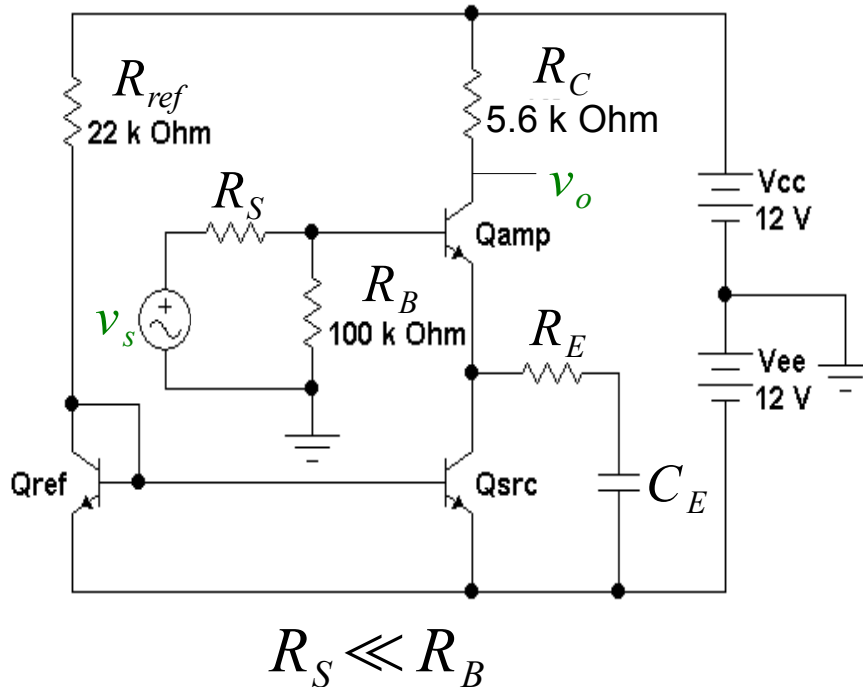 R_ref
22 k Ohm
R_C
5.6 k Ohm
v_o
Vcc
12 V
R_S
Qamp
v_s
R_B
100 k Ohm
R_E
Vee
12 V
Qref
Qsrc
C_E
R_S ≪ R_B